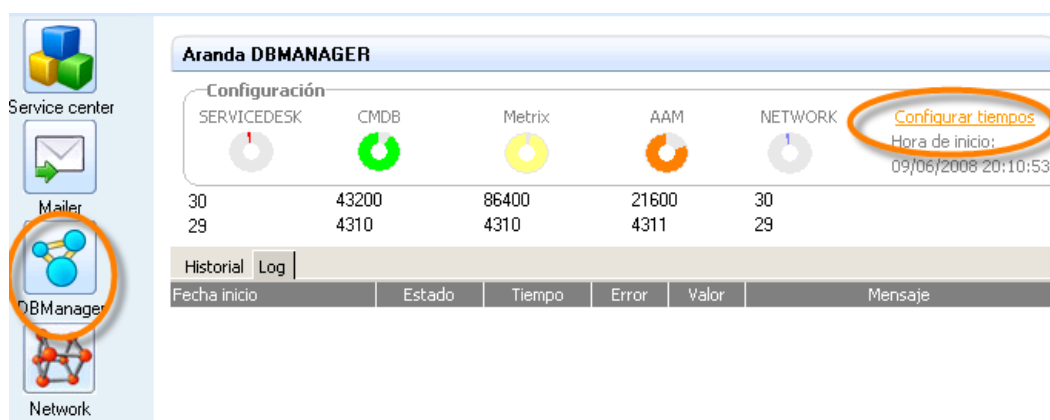 Service center
Mailer
DBManager
Network
Aranda DBMANAGER
Configuración
SERVICEDESK CMDB Metrix AAM NETWORK Configurar tiempos
Hora de inicio:
09/06/2008 20:10:53
30 43200 86400 21600 30
29 4310 4310 4311 29
Historial Log
Fecha inicio Estado Tiempo Error Valor Mensaje